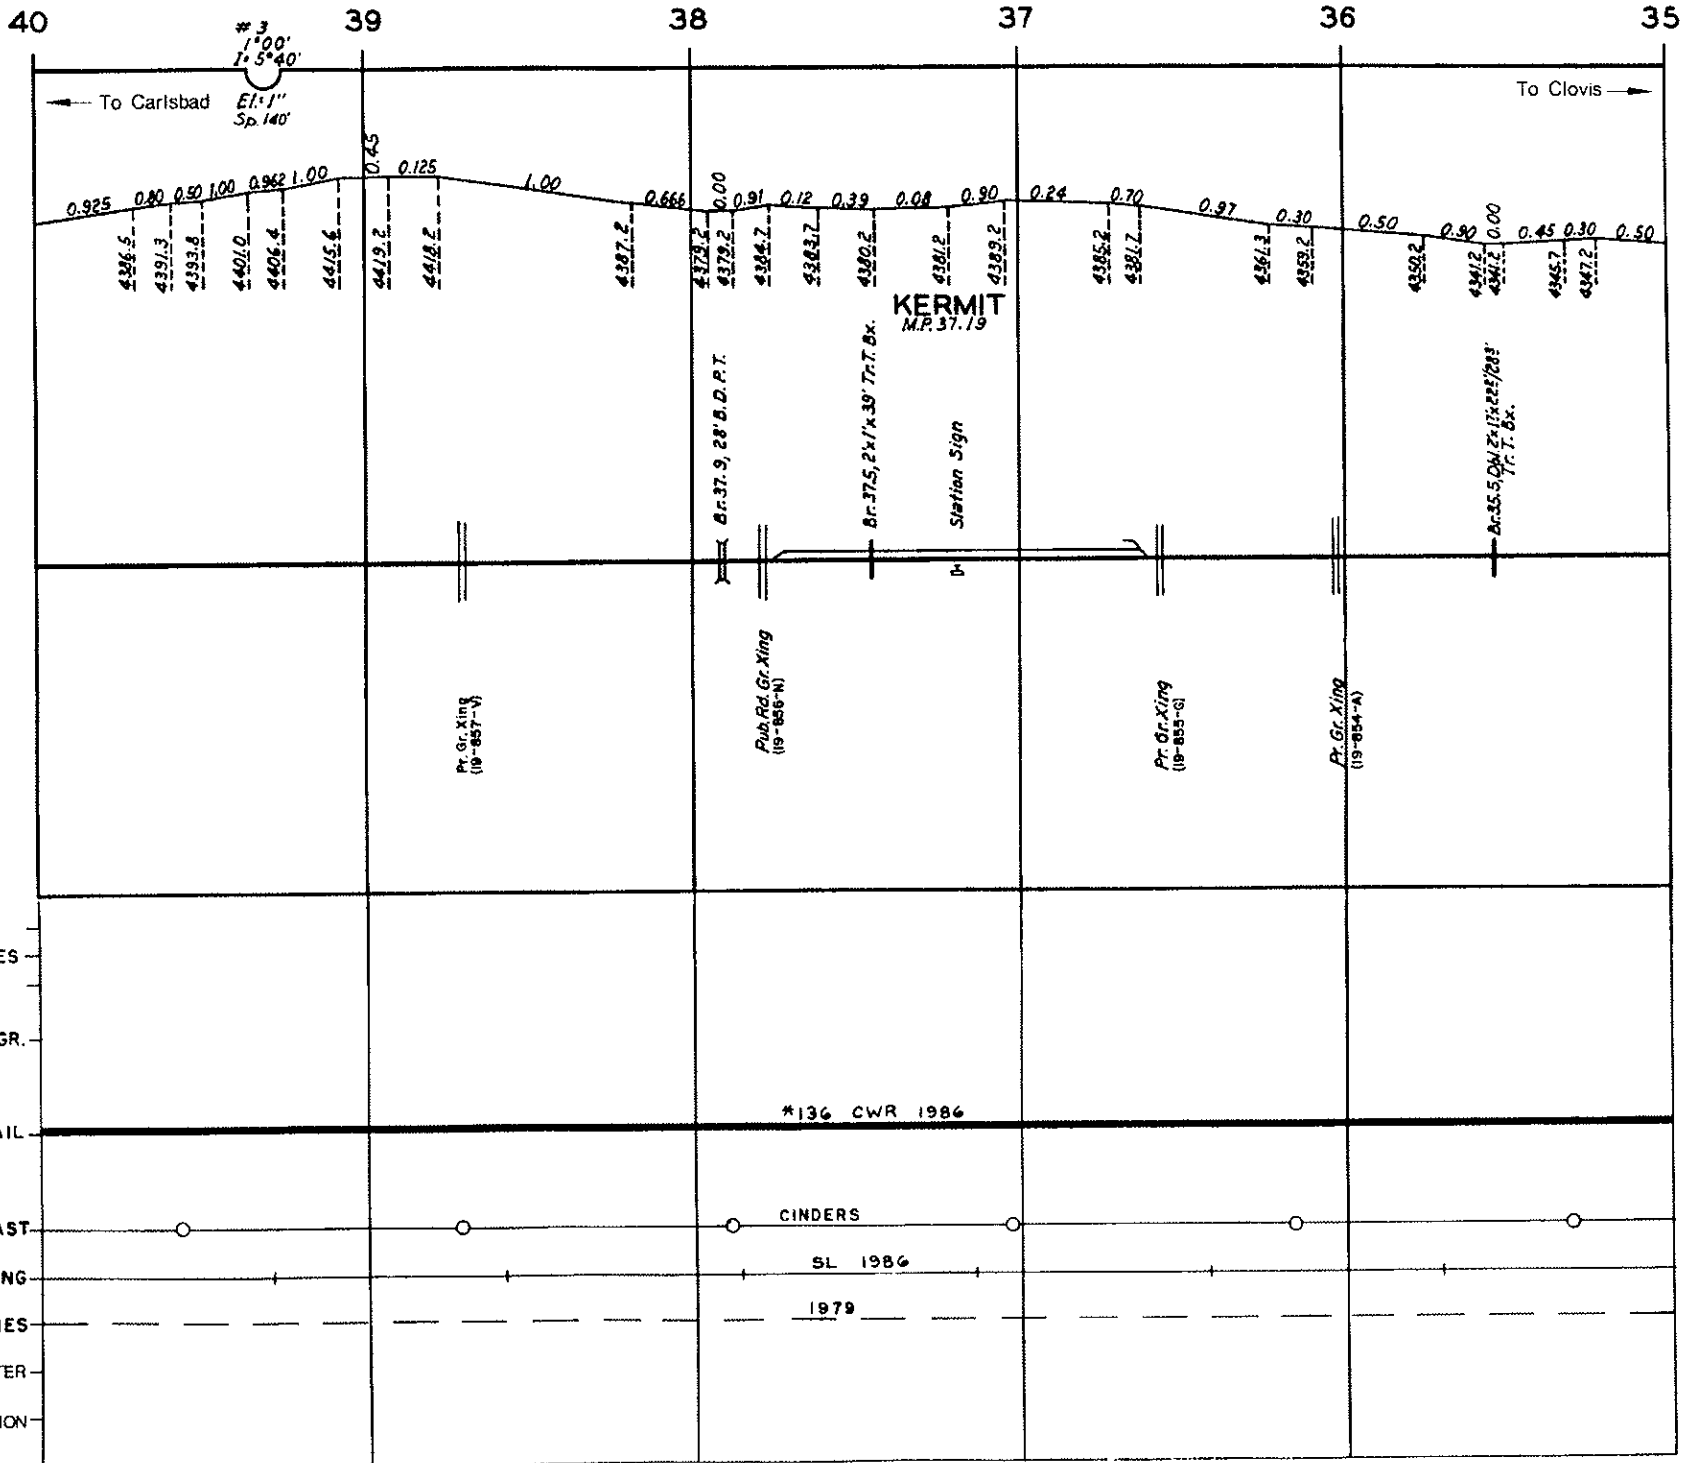 40 39 38 37 36 35
# 3
1°00'
I= 5°40'
El=1"
Sp. 140'
To Carlsbad
To Clovis
0.925 0.80 0.50 1.00 0.962 1.00 0.45 0.125 1.00 0.666 0.00 0.91 0.12 0.39 0.08 0.90 0.24 0.70 0.97 0.30 0.50 0.90 0.00 0.45 0.30 0.50
4386.5 4391.3 4393.8 4401.0 4406.4 4415.6 4419.2 4418.2 4387.2 4379.2 4379.2 4384.7 4383.7 4380.2 4381.2 4389.2 4385.2 4381.7 4361.3 4359.2 4350.2 4341.2 4341.2 4345.7 4347.2
KERMIT
M.P. 37.19
Br. 37.9, 28' B.D.P.T.
Br. 37.5, 2'x1'x39' Tr.T. Bx.
Station Sign
Br. 35.5, Dbl. 2'x1'x
Tr. T. Bx.
Pr. Gr. Xing
(19-857-V)
Pub. Rd. Gr. Xing
(19-856-N)
Pr. Gr. Xing
(19-855-G)
Pr. Gr. Xing
(19-854-A)
ES
GR.
IL
#136 CWR 1986
AST
CINDERS
NG
SL 1986
IES
1979
TER
ION